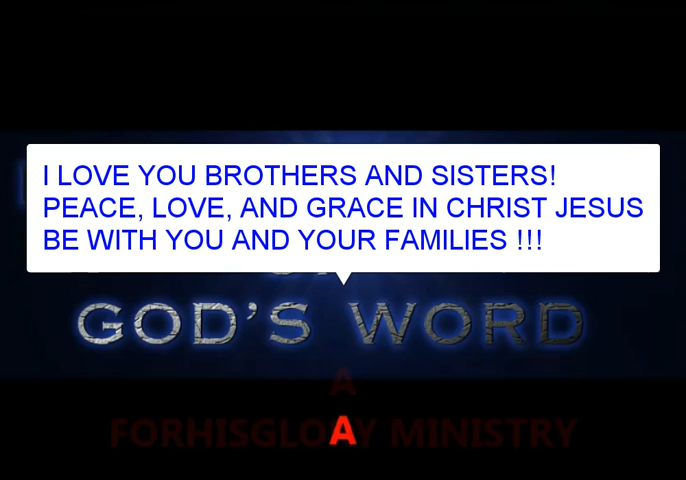 I LOVE YOU BROTHERS AND SISTERS!
PEACE, LOVE, AND GRACE IN CHRIST JESUS
BE WITH YOU AND YOUR FAMILIES !!!
GOD'S WORD
A
FORHISGLORY MINISTRY
A